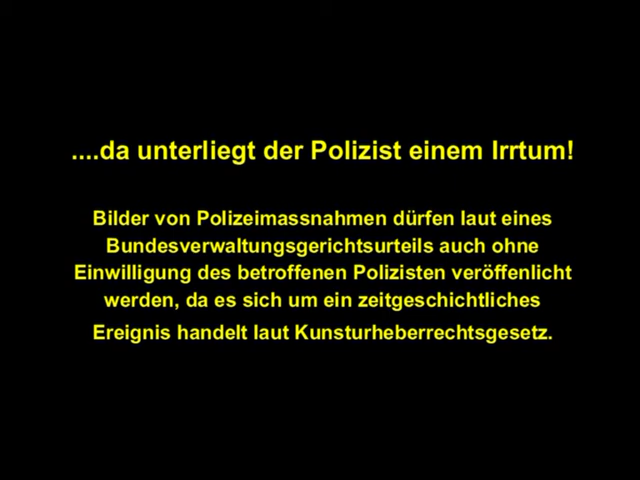 ....da unterliegt der Polizist einem Irrtum!
Bilder von Polizeimassnahmen dürfen laut eines
Bundesverwaltungsgerichtsurteils auch ohne
Einwilligung des betroffenen Polizisten veröffenlicht
werden, da es sich um ein zeitgeschichtliches
Ereignis handelt laut Kunsturheberrechtsgesetz.